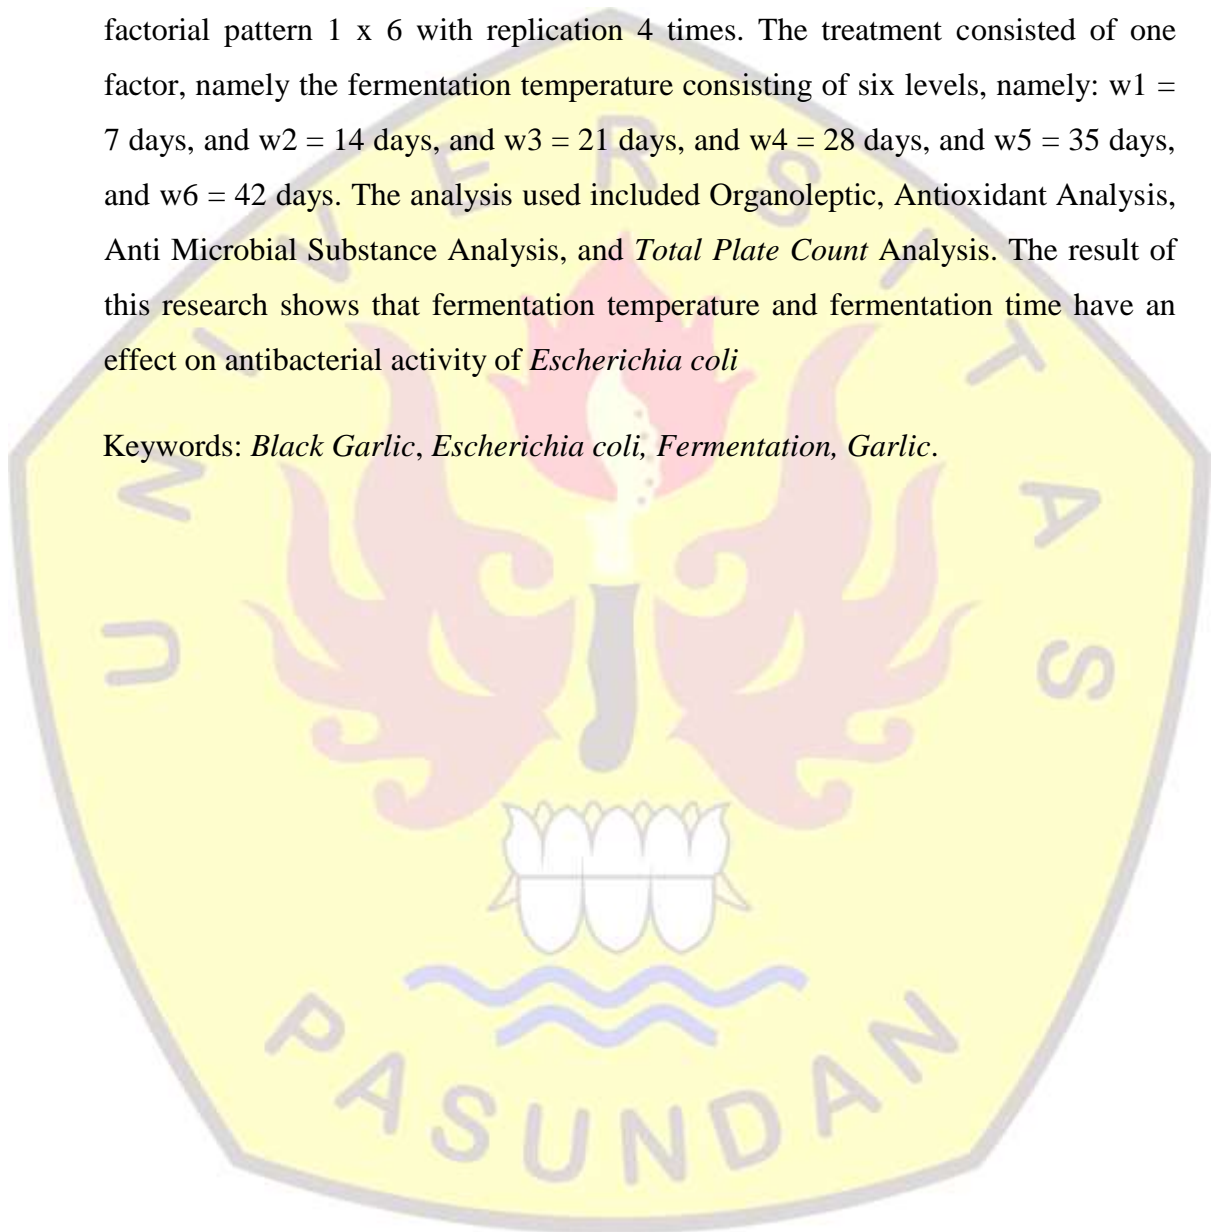 factorial pattern 1 x 6 with replication 4 times. The treatment consisted of one
factor, namely the fermentation temperature consisting of six levels, namely: w1 =
7 days, and w2 = 14 days, and w3 = 21 days, and w4 = 28 days, and w5 = 35 days,
and w6 = 42 days. The analysis used included Organoleptic, Antioxidant Analysis,
Anti Microbial Substance Analysis, and Total Plate Count Analysis. The result of
this research shows that fermentation temperature and fermentation time have an
effect on antibacterial activity of Escherichia coli
Keywords: Black Garlic, Escherichia coli, Fermentation, Garlic.
UNIVERSITAS
PASUNDAN